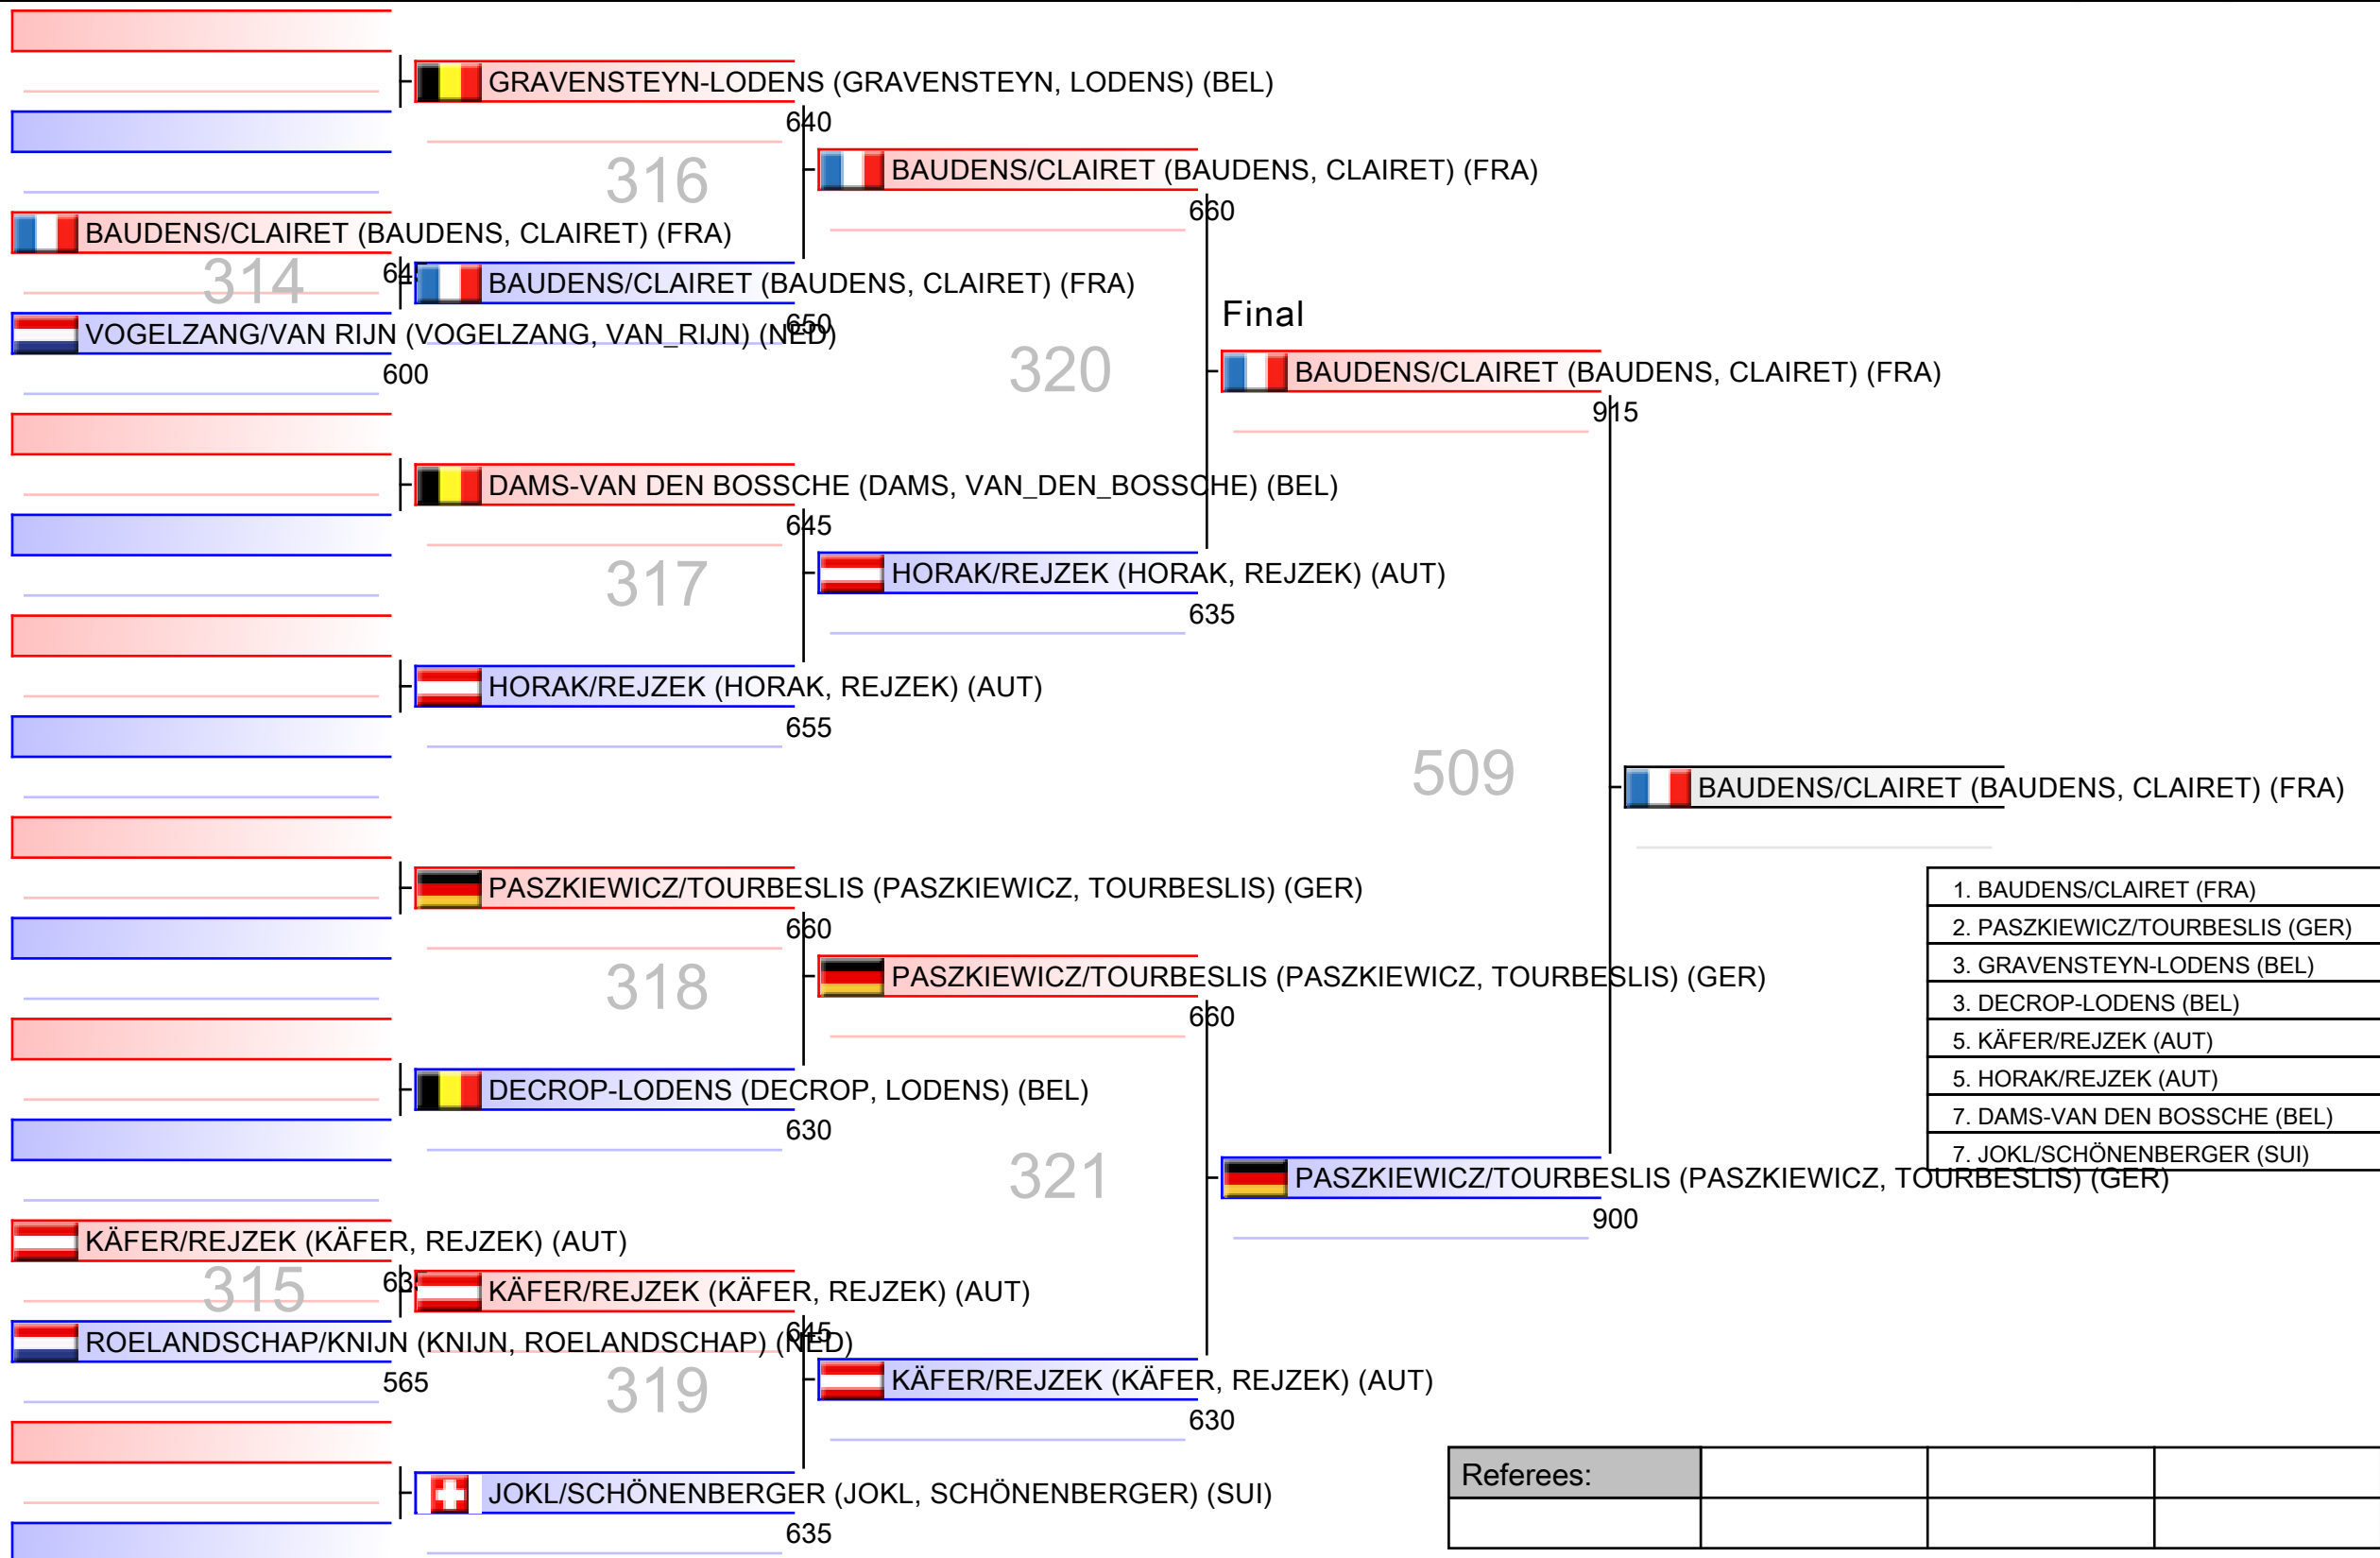 GRAVENSTEYN-LODENS (GRAVENSTEYN, LODENS) (BEL)
640
316
BAUDENS/CLAIRET (BAUDENS, CLAIRET) (FRA)
660
BAUDENS/CLAIRET (BAUDENS, CLAIRET) (FRA)
314
BAUDENS/CLAIRET (BAUDENS, CLAIRET) (FRA)
650
VOGELZANG/VAN RIJN (VOGELZANG, VAN_RIJN) (NED)
600
320
Final
BAUDENS/CLAIRET (BAUDENS, CLAIRET) (FRA)
915
DAMS-VAN DEN BOSSCHE (DAMS, VAN_DEN_BOSSCHE) (BEL)
645
317
HORAK/REJZEK (HORAK, REJZEK) (AUT)
635
HORAK/REJZEK (HORAK, REJZEK) (AUT)
655
509
BAUDENS/CLAIRET (BAUDENS, CLAIRET) (FRA)
PASZKIEWICZ/TOURBESLIS (PASZKIEWICZ, TOURBESLIS) (GER)
660
318
PASZKIEWICZ/TOURBESLIS (PASZKIEWICZ, TOURBESLIS) (GER)
660
1. BAUDENS/CLAIRET (FRA)
2. PASZKIEWICZ/TOURBESLIS (GER)
3. GRAVENSTEYN-LODENS (BEL)
3. DECROP-LODENS (BEL)
5. KÄFER/REJZEK (AUT)
5. HORAK/REJZEK (AUT)
7. DAMS-VAN DEN BOSSCHE (BEL)
7. JOKL/SCHÖNENBERGER (SUI)
DECROP-LODENS (DECROP, LODENS) (BEL)
630
321
PASZKIEWICZ/TOURBESLIS (PASZKIEWICZ, TOURBESLIS) (GER)
900
KÄFER/REJZEK (KÄFER, REJZEK) (AUT)
315
KÄFER/REJZEK (KÄFER, REJZEK) (AUT)
645
ROELANDSCHAP/KNIJN (KNIJN, ROELANDSCHAP) (NED)
565
319
KÄFER/REJZEK (KÄFER, REJZEK) (AUT)
630
JOKL/SCHÖNENBERGER (JOKL, SCHÖNENBERGER) (SUI)
635
Referees: